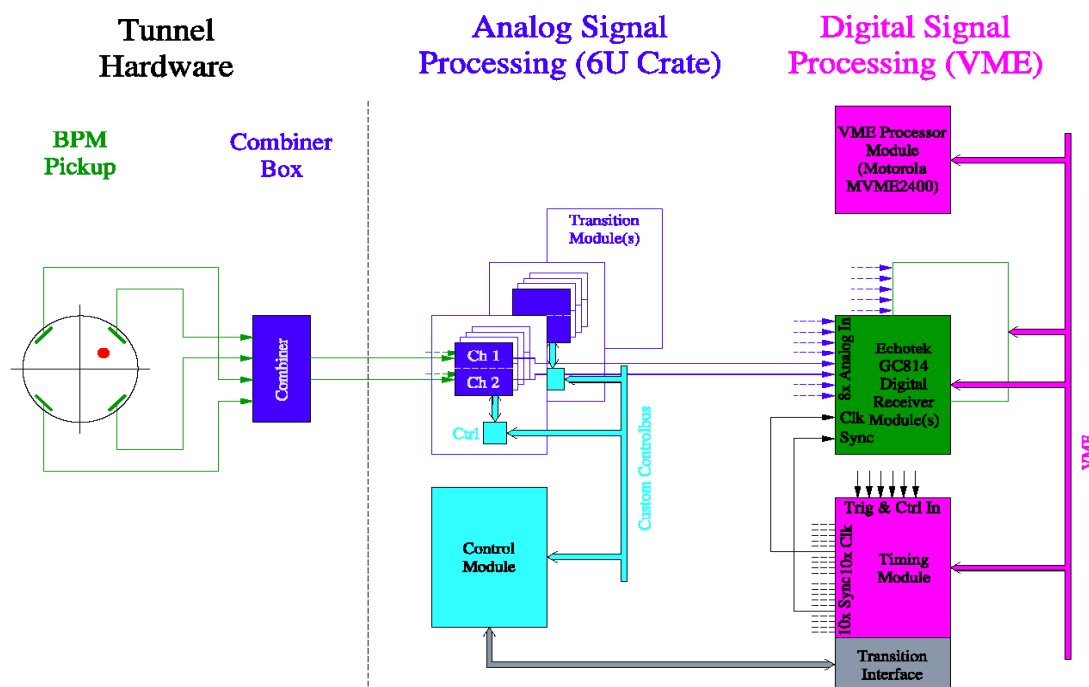 Tunnel
Hardware
Analog Signal
Processing (6U Crate)
Digital Signal
Processing (VME)
BPM
Pickup
Combiner
Box
VME Processor
Module
(Motorola
MVME2400)
Transition
Module(s)
Combiner
Ch 1
Ch 2
Ctrl
Custom Controlbus
Control
Module
8x Analog In
Echotek
GC814
Digital
Receiver
Module(s)
Clk
Sync
VME
Trig & Ctrl In
10x Clk
10x Sync
Timing
Module
Transition
Interface